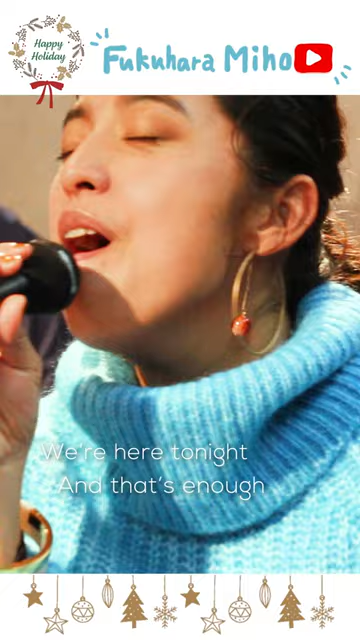 Happy
Holiday
Fukuhara Miho
We're here tonight
And that's enough